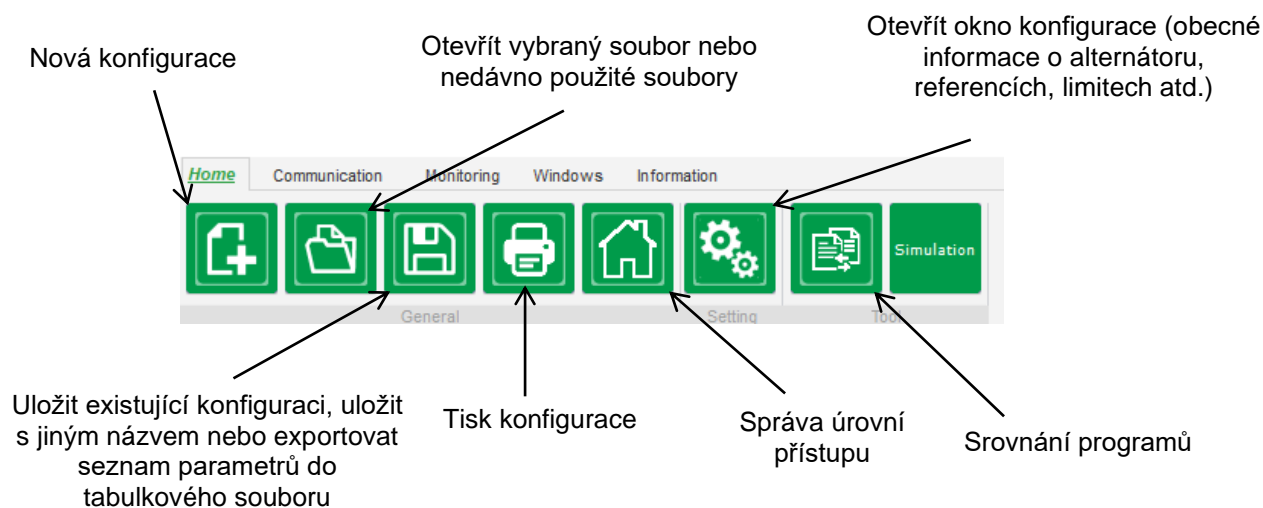 Nová konfigurace
Otevřít vybraný soubor nebo
nedávno použité soubory
Otevřít okno konfigurace (obecné
informace o alternátoru,
referencích, limitech atd.)
Home Communication Monitoring Windows Information
Simulation
General Setting Tool
Uložit existující konfiguraci, uložit
s jiným názvem nebo exportovat
seznam parametrů do
tabulkového souboru
Tisk konfigurace
Správa úrovní
přístupu
Srovnání programů